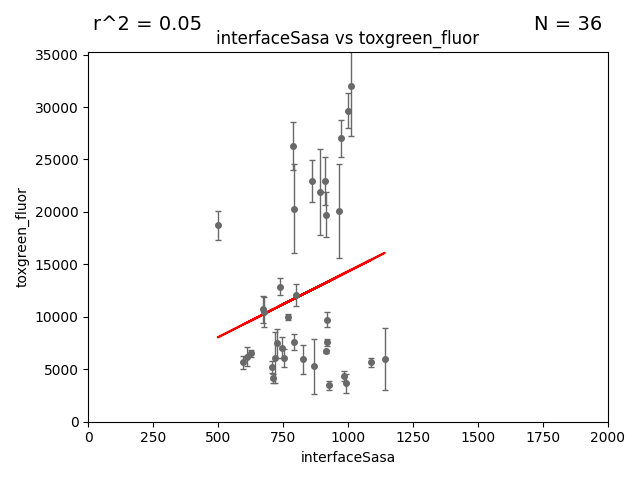 r^2 = 0.05
N = 36
interfaceSasa vs toxgreen_fluor
35000
30000
25000
20000
15000
10000
5000
0
toxgreen_fluor
0 250 500 750 1000 1250 1500 1750 2000
interfaceSasa